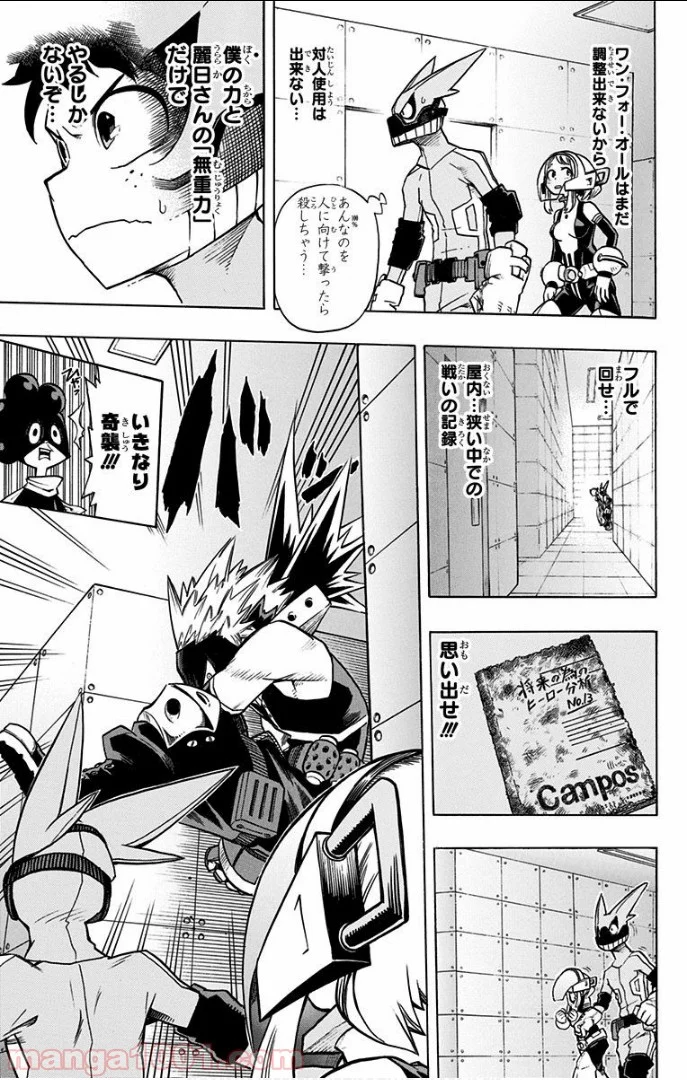 ワン・フォー・オールはまだ
調整出来ないから
対人使用は
出来ない…
あんなのを
人に向けて撃ったら
殺しちゃう…
僕の力と
麗日さんの「無重力」
だけで
やるしか
ないぞ…
フルで
回せ…
屋内…狭い中での
戦いの記録
思い出せ!!!
将来の為の
ヒーロー分析
No.13
Campos
いきなり
奇襲!!!